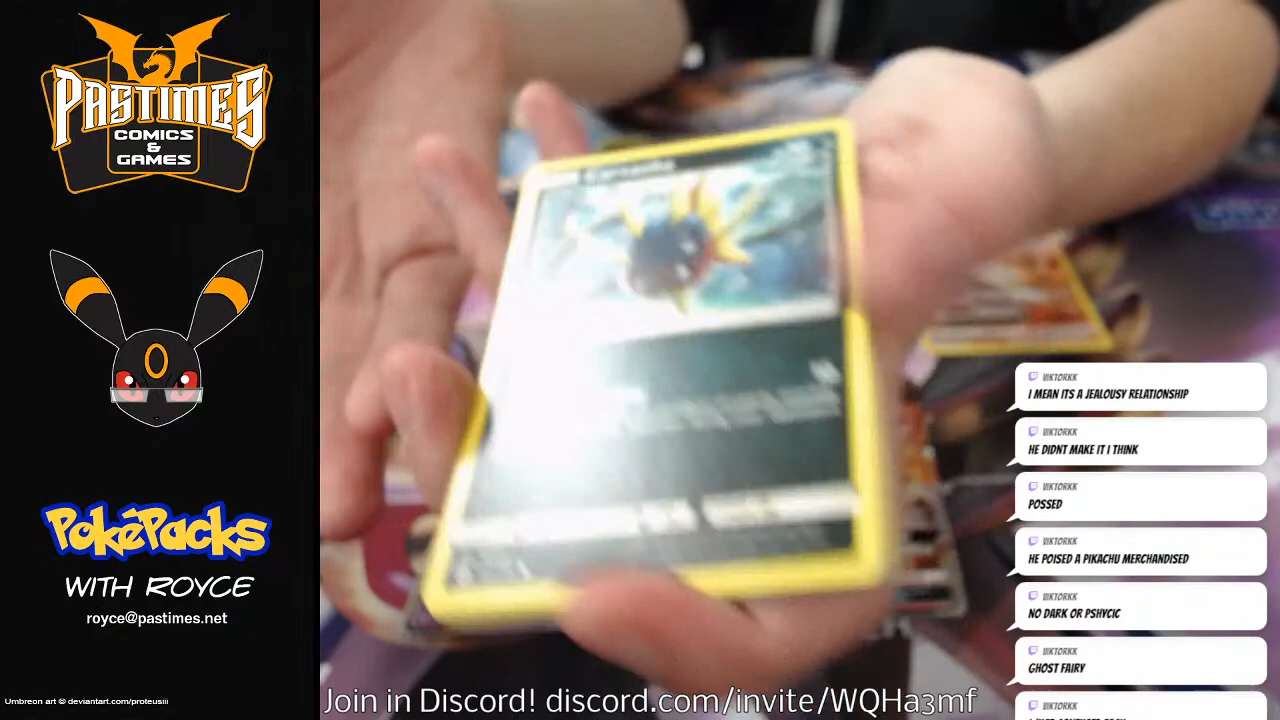 PASTIMES
COMICS
&
GAMES
PokéPacks
WITH ROYCE
royce@pastimes.net
Umbreon art © deviantart.com/proteusiii
Carvanha
VIKTORKK
I MEAN ITS A JEALOUSY RELATIONSHIP
VIKTORKK
HE DIDNT MAKE IT I THINK
VIKTORKK
POSSED
VIKTORKK
HE POISED A PIKACHU MERCHANDISED
VIKTORKK
NO DARK OR PSHYCIC
VIKTORKK
GHOST FAIRY
VIKTORKK
Join in Discord! discord.com/invite/WQHa3mf